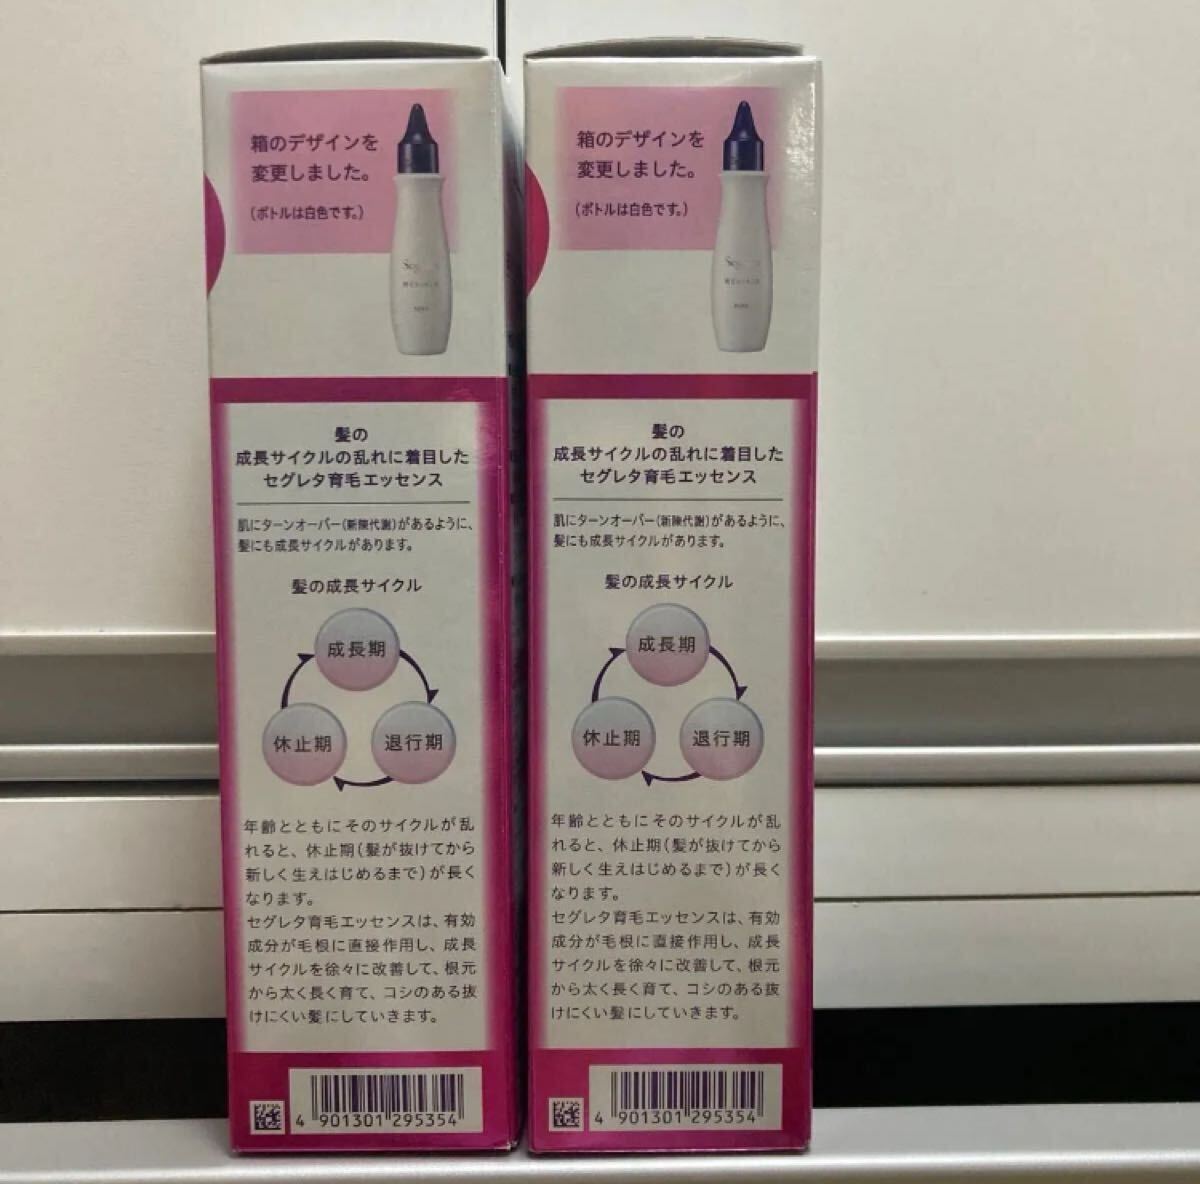 箱のデザインを
変更しました。
(ボトルは白色です。)
髪の
成長サイクルの乱れに着目した
セグレタ育毛エッセンス
肌にターンオーバー(新陳代謝)があるように、
髪にも成長サイクルがあります。
髪の成長サイクル
成長期
休止期
退行期
年齢とともにそのサイクルが乱
れると、休止期(髪が抜けてから
新しく生えはじめるまで)が長く
なります。
セグレタ育毛エッセンスは、有効
成分が毛根に直接作用し、成長
サイクルを徐々に改善して、根元
から太く長く育て、コシのある抜
けにくい髪にしていきます。
4 901301 295354
箱のデザインを
変更しました。
(ボトルは白色です。)
髪の
成長サイクルの乱れに着目した
セグレタ育毛エッセンス
肌にターンオーバー(新陳代謝)があるように、
髪にも成長サイクルがあります。
髪の成長サイクル
成長期
休止期
退行期
年齢とともにそのサイクルが乱
れると、休止期(髪が抜けてから
新しく生えはじめるまで)が長く
なります。
セグレタ育毛エッセンスは、有効
成分が毛根に直接作用し、成長
サイクルを徐々に改善して、根元
から太く長く育て、コシのある抜
けにくい髪にしていきます。
4 901301 295354